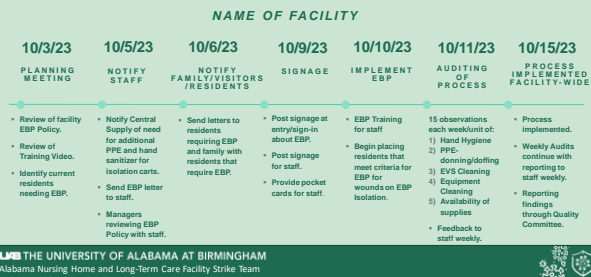 NAME OF FACILITY
10/3/23
PLANNING
MEETING
• Review of facility
EBP Policy.
• Review of
Training Video.
• Identify current
residents
needing EBP.
10/5/23
NOTIFY
STAFF
• Notify Central
Supply of need
for additional
PPE and hand
sanitizer for
isolation carts.
• Send EBP letter
to staff.
• Managers
reviewing EBP
Policy with staff.
10/6/23
NOTIFY
FAMILY/VISITORS
/RESIDENTS
• Send letters to
residents
requiring EBP
and family with
residents that
require EBP.
10/9/23
SIGNAGE
• Post signage at
entry/sign-in
about EBP.
• Post signage
for staff.
• Provide pocket
cards for staff.
10/10/23
IMPLEMENT
EBP
• EBP Training
for staff
• Begin placing
residents that
meet criteria for
EBP for
wounds on EBP
Isolation.
10/11/23
AUDITING
OF
PROCESS
15 observations
each week/unit of:
1) Hand Hygiene
2) PPE-
donning/doffing
3) EVS Cleaning
4) Equipment
Cleaning
5) Availability of
supplies
• Feedback to
staff weekly.
10/15/23
PROCESS
IMPLEMENTED
FACILITY-WIDE
• Process
implemented.
• Weekly Audits
continue with
reporting to
staff weekly.
• Reporting
findings
through Quality
Committee.
UAB THE UNIVERSITY OF ALABAMA AT BIRMINGHAM
Alabama Nursing Home and Long-Term Care Facility Strike Team